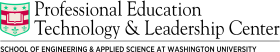 Professional Education
Technology & Leadership Center
SCHOOL OF ENGINEERING & APPLIED SCIENCE AT WASHINGTON UNIVERSITY